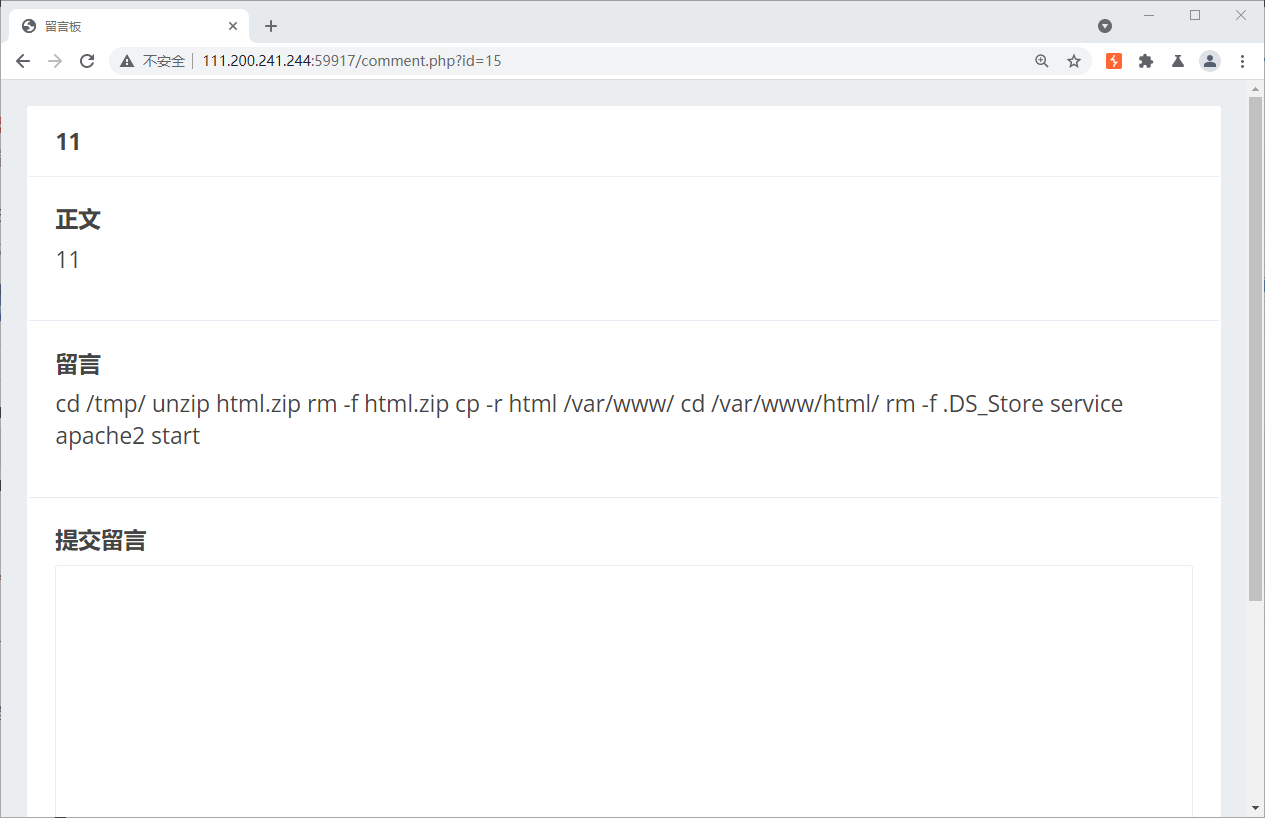 留言板
不安全 111.200.241.244:59917/comment.php?id=15
11
正文
11
留言
cd /tmp/ unzip html.zip rm -f html.zip cp -r html /var/www/ cd /var/www/html/ rm -f .DS_Store service
apache2 start
提交留言